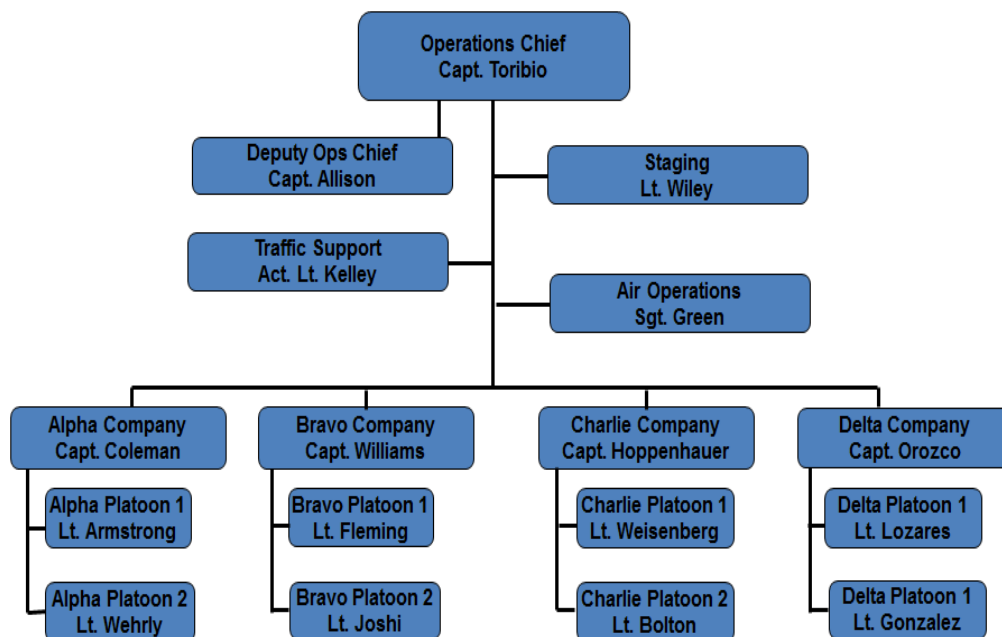 Operations Chief
Capt. Toribio
Deputy Ops Chief
Capt. Allison
Staging
Lt. Wiley
Traffic Support
Act. Lt. Kelley
Air Operations
Sgt. Green
Alpha Company
Capt. Coleman
Bravo Company
Capt. Williams
Charlie Company
Capt. Hoppenhauer
Delta Company
Capt. Orozco
Alpha Platoon 1
Lt. Armstrong
Bravo Platoon 1
Lt. Fleming
Charlie Platoon 1
Lt. Weisenberg
Delta Platoon 1
Lt. Lozares
Alpha Platoon 2
Lt. Wehrly
Bravo Platoon 2
Lt. Joshi
Charlie Platoon 2
Lt. Bolton
Delta Platoon 1
Lt. Gonzalez